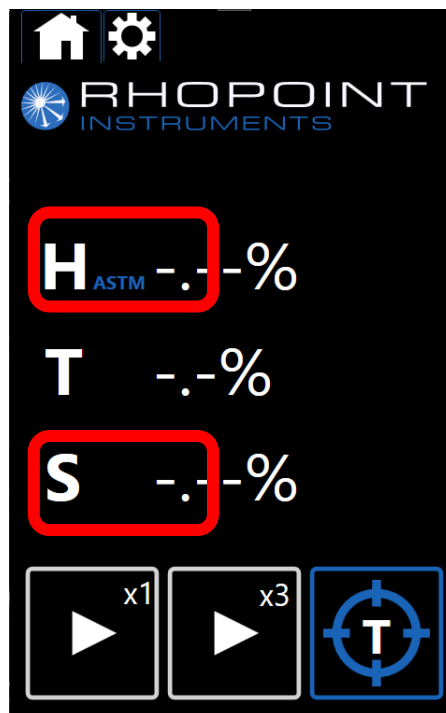 RHOPOINT
INSTRUMENTS
H ASTM -.--%
T -.-%
S -.--%
x1 x3 T